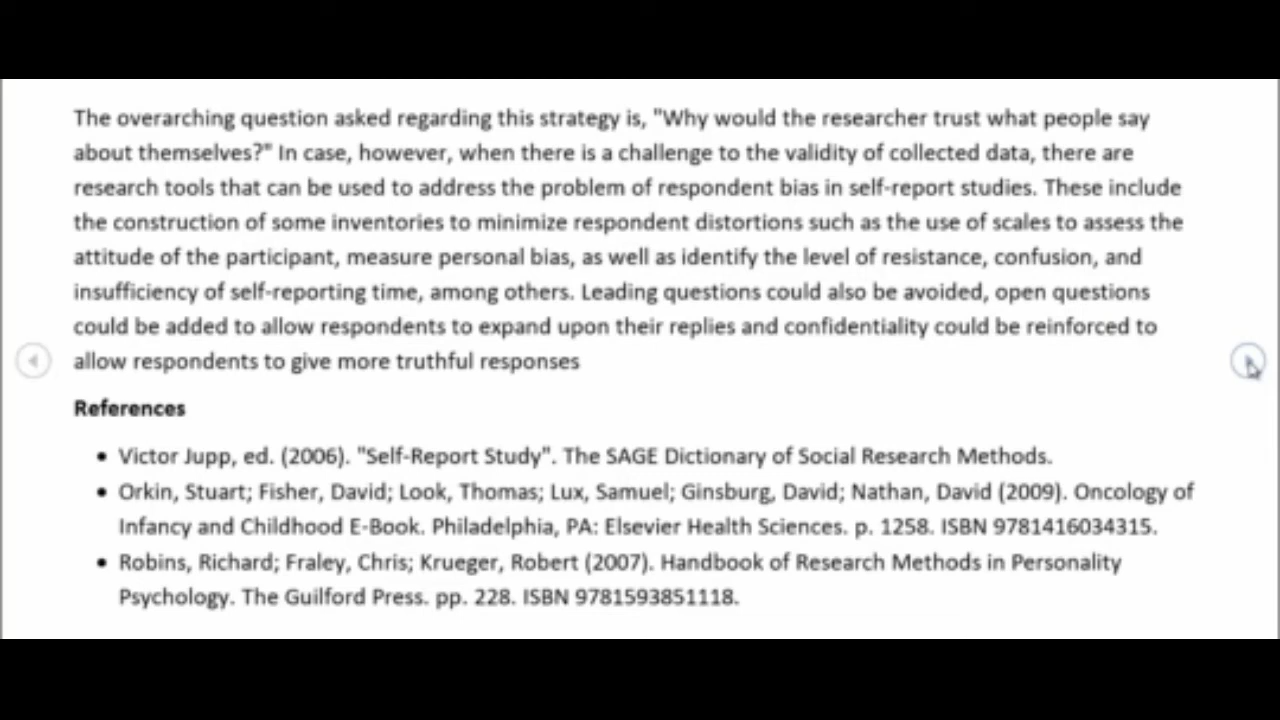 The overarching question asked regarding this strategy is, "Why would the researcher trust what people say
about themselves?" In case, however, when there is a challenge to the validity of collected data, there are
research tools that can be used to address the problem of respondent bias in self-report studies. These include
the construction of some inventories to minimize respondent distortions such as the use of scales to assess the
attitude of the participant, measure personal bias, as well as identify the level of resistance, confusion, and
insufficiency of self-reporting time, among others. Leading questions could also be avoided, open questions
could be added to allow respondents to expand upon their replies and confidentiality could be reinforced to
allow respondents to give more truthful responses
References
• Victor Jupp, ed. (2006). "Self-Report Study". The SAGE Dictionary of Social Research Methods.
• Orkin, Stuart; Fisher, David; Look, Thomas; Lux, Samuel; Ginsburg, David; Nathan, David (2009). Oncology of
Infancy and Childhood E-Book. Philadelphia, PA: Elsevier Health Sciences. p. 1258. ISBN 9781416034315.
• Robins, Richard; Fraley, Chris; Krueger, Robert (2007). Handbook of Research Methods in Personality
Psychology. The Guilford Press. pp. 228. ISBN 9781593851118.